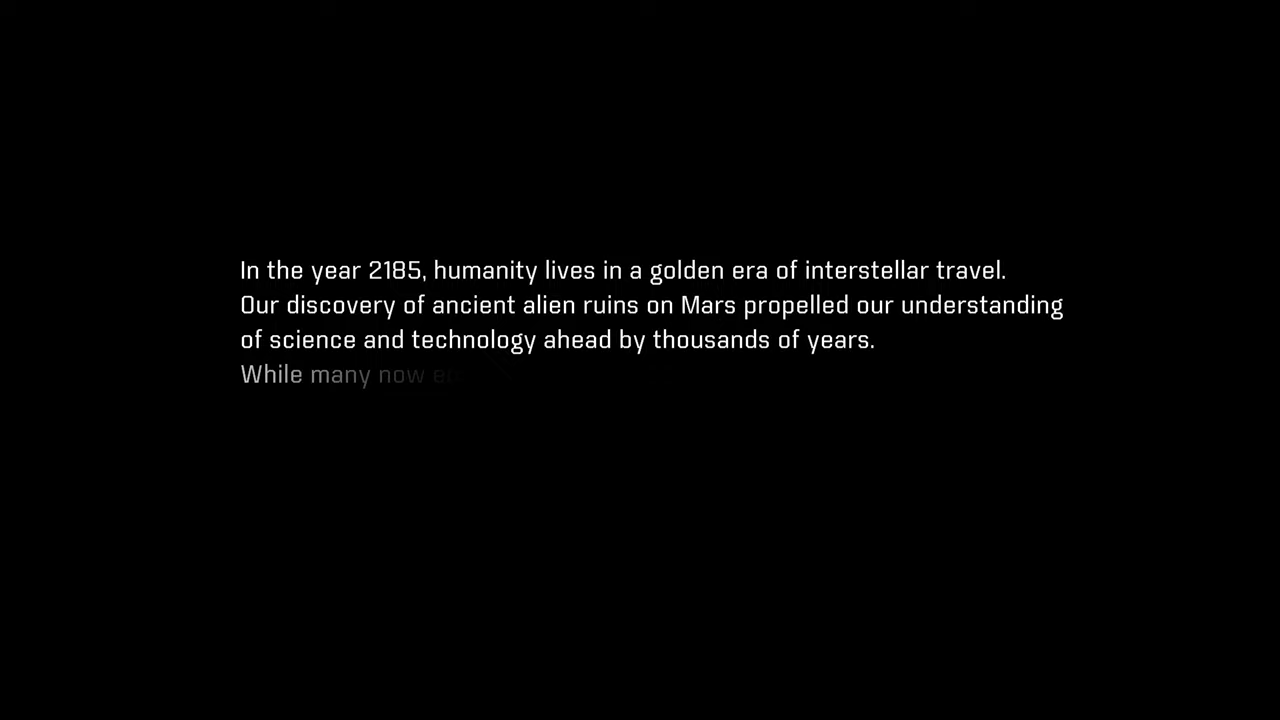 In the year 2185, humanity lives in a golden era of interstellar travel.
Our discovery of ancient alien ruins on Mars propelled our understanding
of science and technology ahead by thousands of years.
While many now